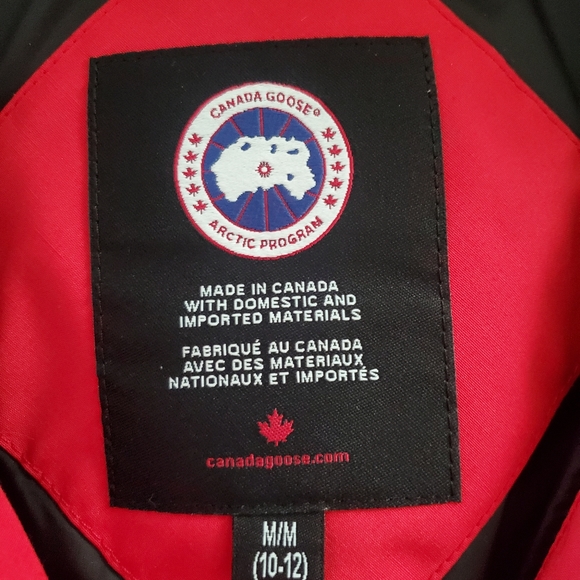 CANADA GOOSE®
ARCTIC PROGRAM
MADE IN CANADA
WITH DOMESTIC AND
IMPORTED MATERIALS
FABRIQUÉ AU CANADA
AVEC DES MATERIAUX
NATIONAUX ET IMPORTÉS
canadagoose.com
M/M
(10-12)